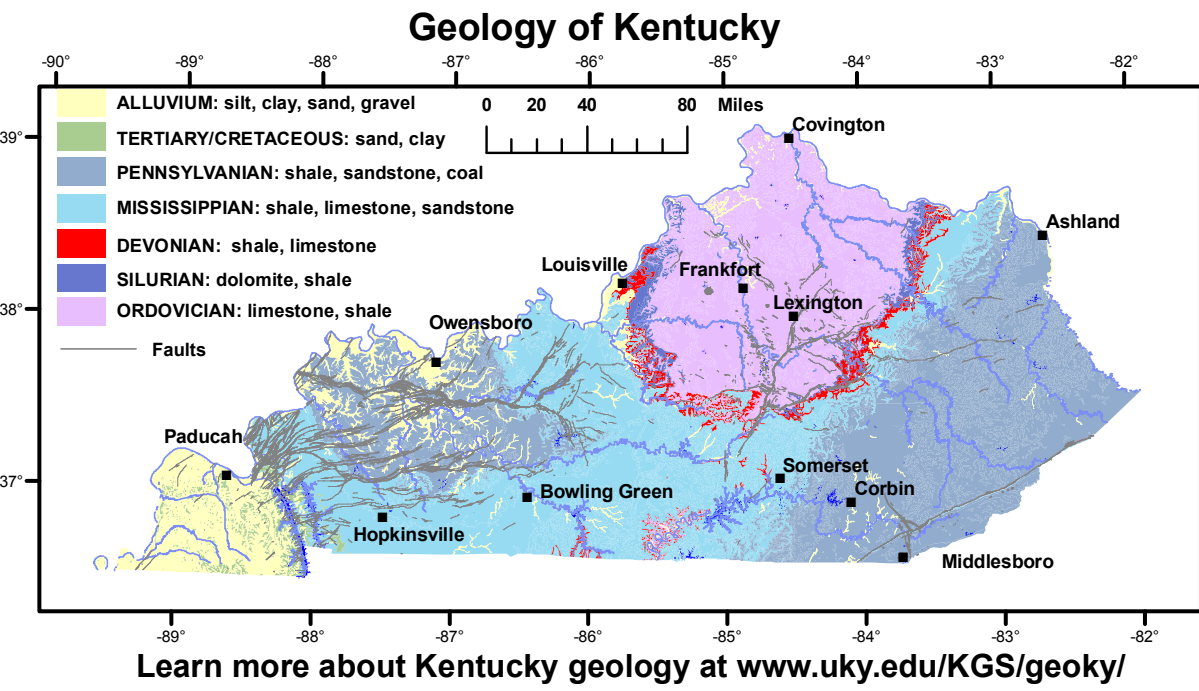 Geology of Kentucky
-90° -89° -88° -87° -86° -85° -84° -83° -82°
ALLUVIUM: silt, clay, sand, gravel
TERTIARY/CRETACEOUS: sand, clay
PENNSYLVANIAN: shale, sandstone, coal
MISSISSIPPIAN: shale, limestone, sandstone
DEVONIAN: shale, limestone
SILURIAN: dolomite, shale
ORDOVICIAN: limestone, shale
Faults
0 20 40 80 Miles
39°
38°
37°
Covington
Ashland
Louisville
Frankfort
Lexington
Owensboro
Paducah
Somerset
Corbin
Bowling Green
Hopkinsville
Middlesboro
-89° -88° -87° -86° -85° -84° -83° -82°
Learn more about Kentucky geology at www.uky.edu/KGS/geoky/